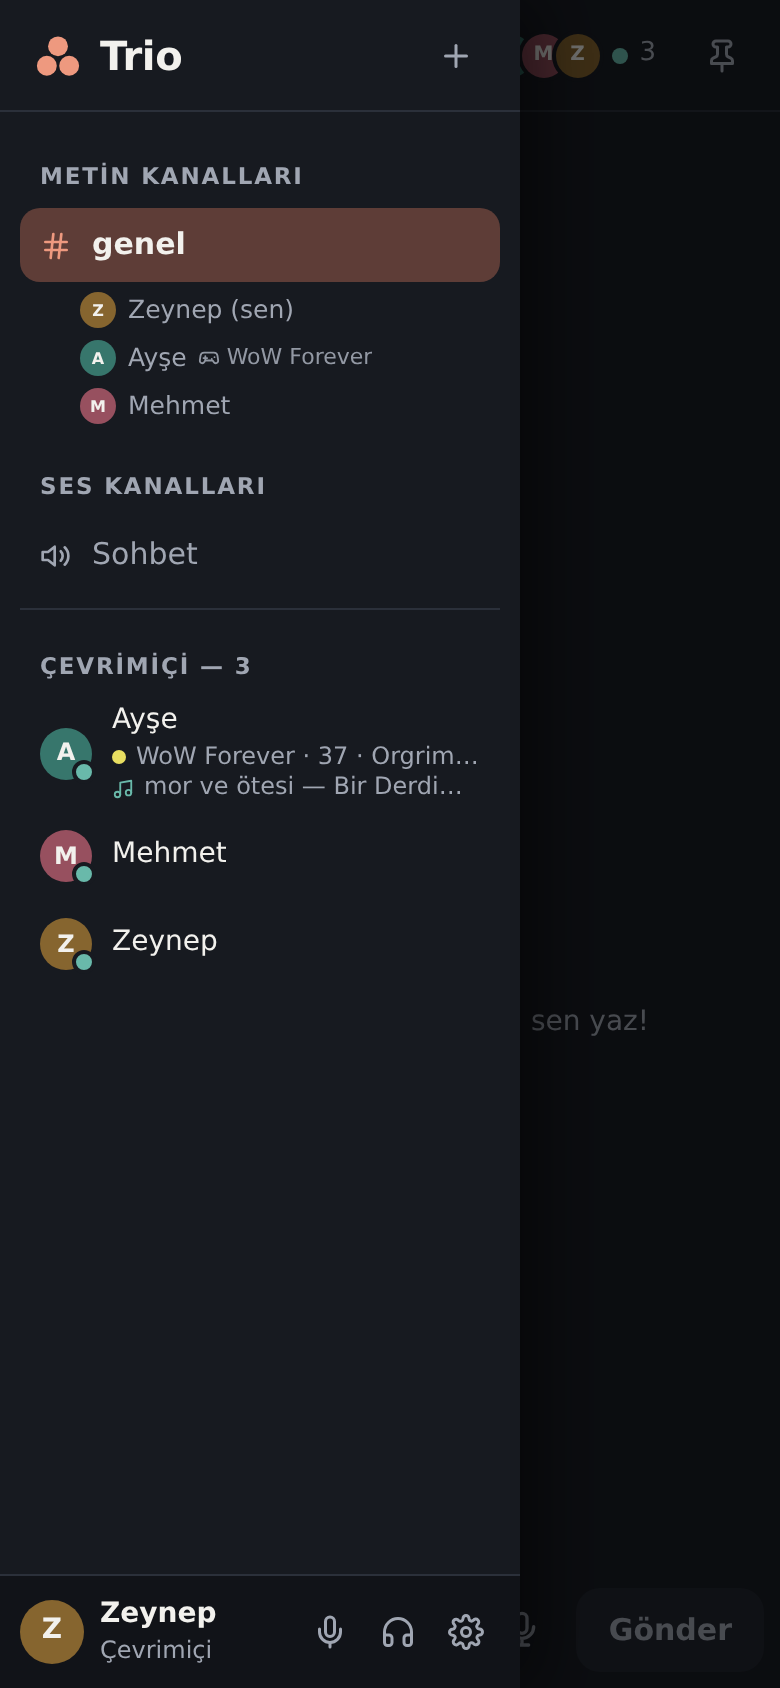 Trio
M Z 3
METİN KANALLARI
genel
Z Zeynep (sen)
A Ayşe WoW Forever
M Mehmet
SES KANALLARI
Sohbet
ÇEVRİMİÇİ — 3
Ayşe
A WoW Forever · 37 · Orgrim…
mor ve ötesi — Bir Derdi…
M Mehmet
Z Zeynep
sen yaz!
Z Zeynep
Çevrimiçi
Gönder